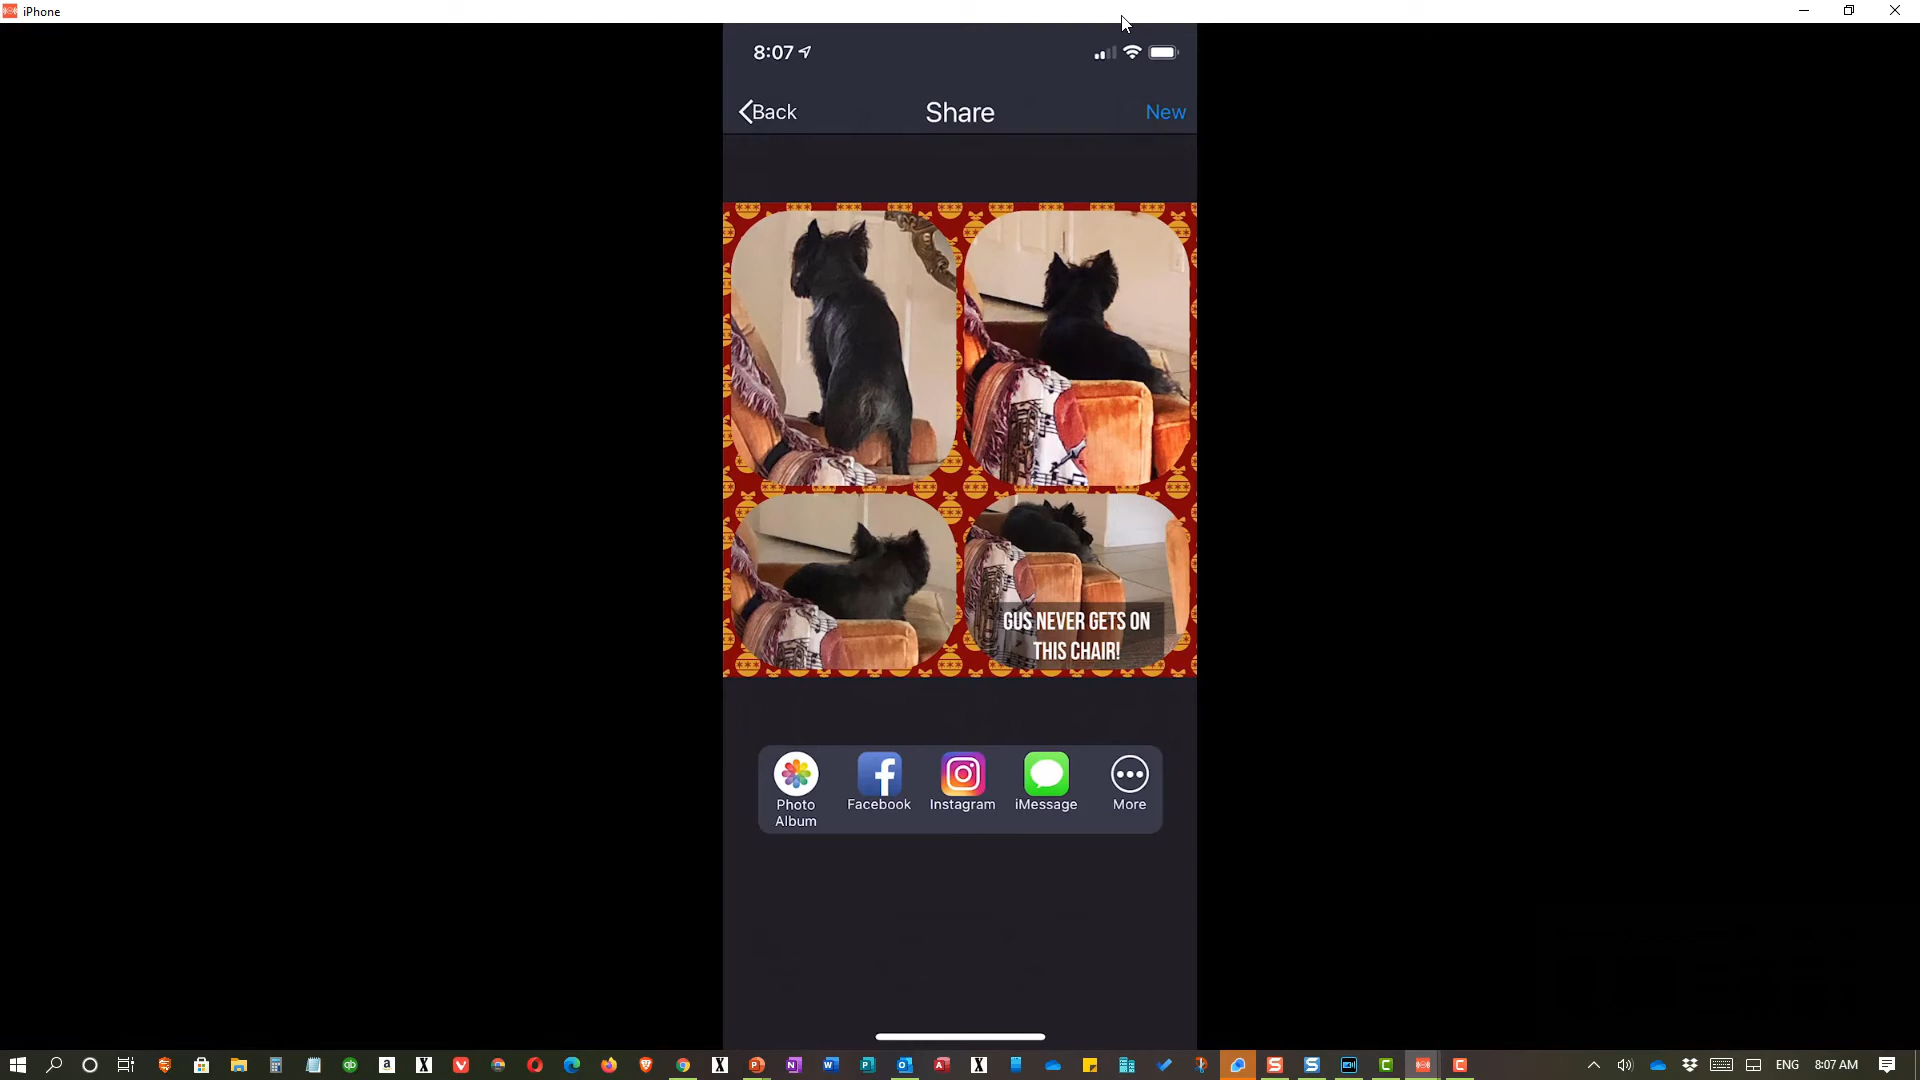 iPhone
8:07
Back
Share
New
GUS NEVER GETS ON
THIS CHAIR!
Photo
Album
Facebook
Instagram
iMessage
More
ENG
8:07 AM